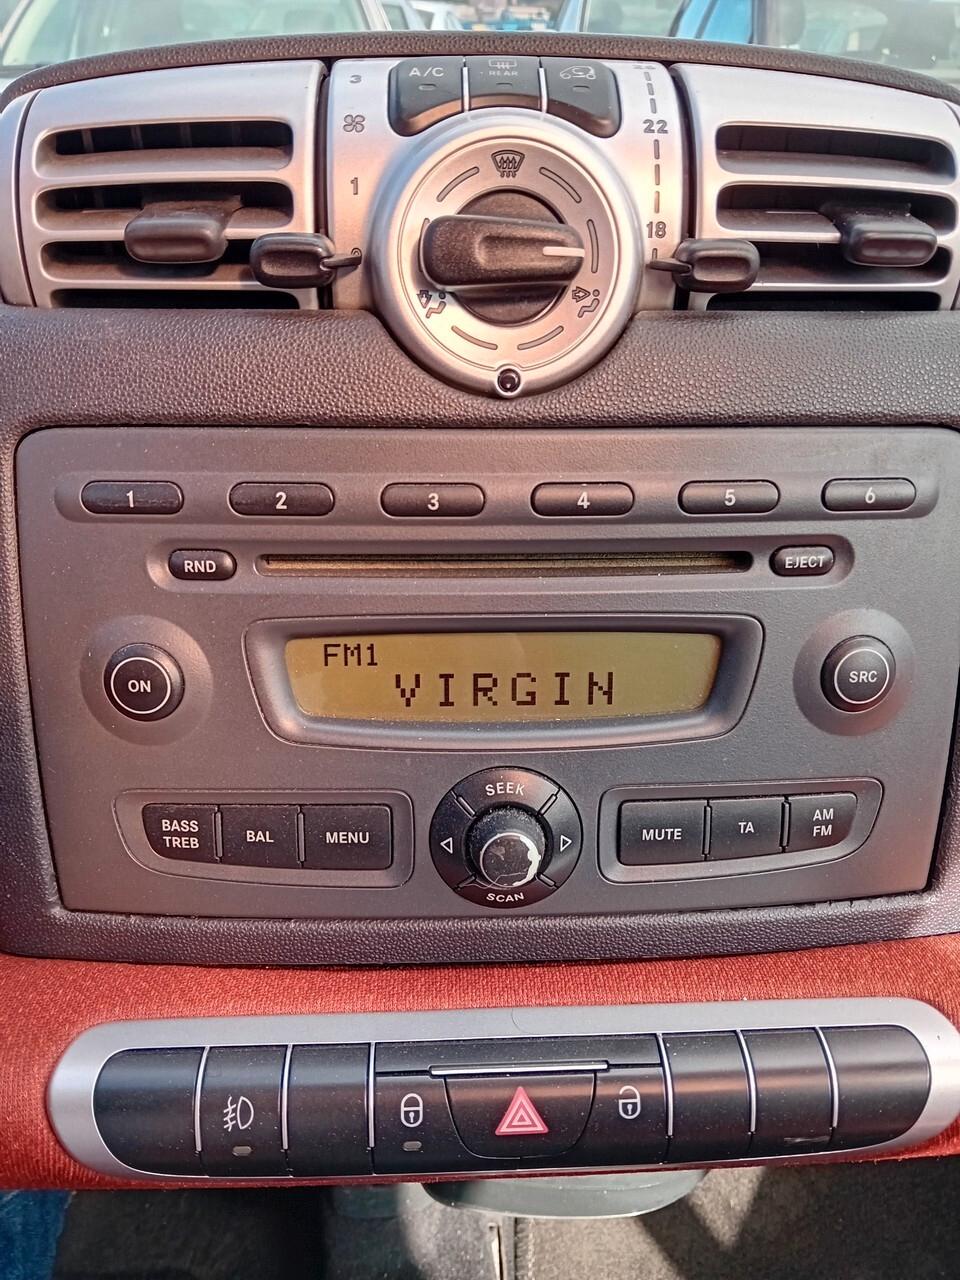 3
A/C
REAR
22
1
18
1 2 3 4 5 6
RND
EJECT
FM1
VIRGIN
ON
SRC
SEEK
BASS
TREB
BAL
MENU
MUTE
TA
AM
FM
SCAN